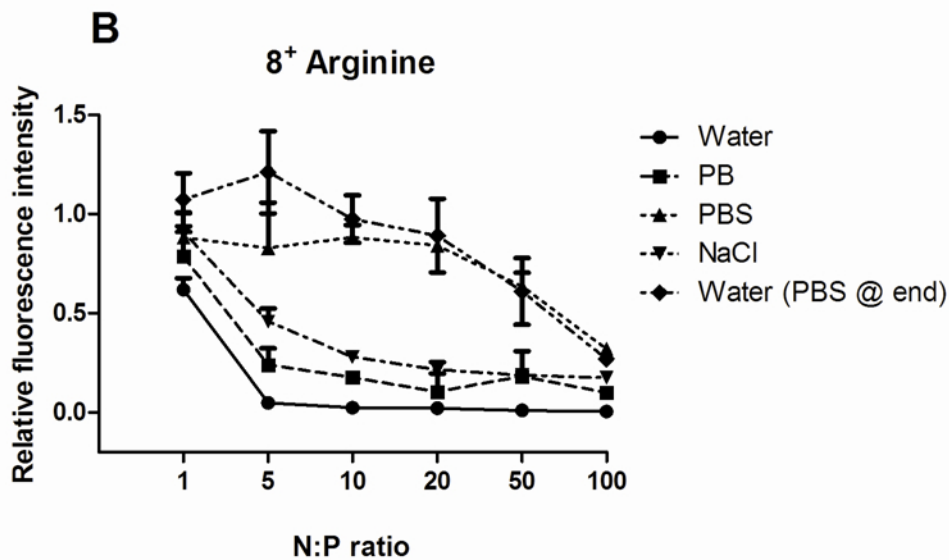 B
8⁺ Arginine
Relative fluorescence intensity
1.5
1.0
0.5
0.0
1 5 10 20 50 100
N:P ratio
Water
PB
PBS
NaCl
Water (PBS @ end)